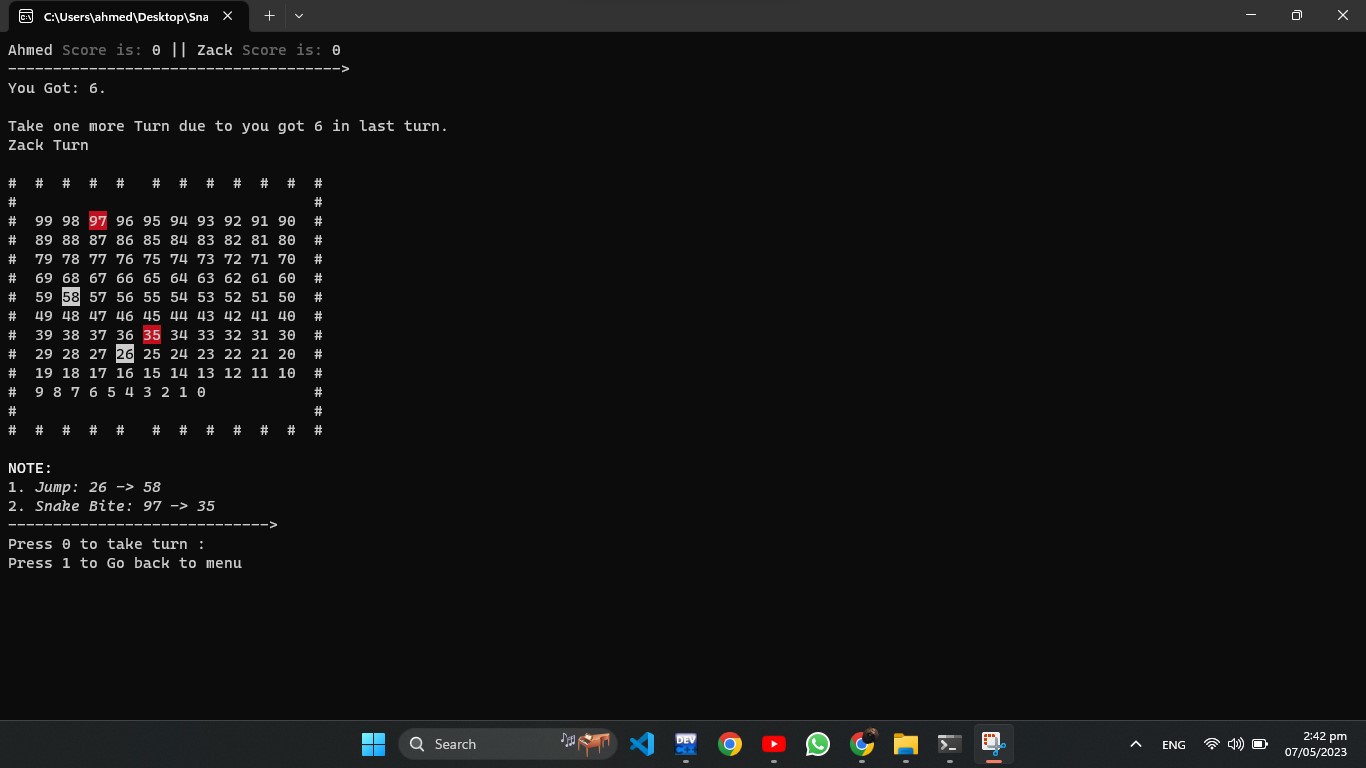 C:\Users\ahmed\Desktop\Sna
Ahmed Score is: 0 || Zack Score is: 0
------------------------------------->
You Got: 6.
Take one more Turn due to you got 6 in last turn.
Zack Turn
#  #  #  #  #   #  #  #  #  #  #  #
#                                 #
#  99 98 97 96 95 94 93 92 91 90  #
#  89 88 87 86 85 84 83 82 81 80  #
#  79 78 77 76 75 74 73 72 71 70  #
#  69 68 67 66 65 64 63 62 61 60  #
#  59 58 57 56 55 54 53 52 51 50  #
#  49 48 47 46 45 44 43 42 41 40  #
#  39 38 37 36 35 34 33 32 31 30  #
#  29 28 27 26 25 24 23 22 21 20  #
#  19 18 17 16 15 14 13 12 11 10  #
#  9 8 7 6 5 4 3 2 1 0            #
#                                 #
#  #  #  #  #   #  #  #  #  #  #  #
NOTE:
1. Jump: 26 -> 58
2. Snake Bite: 97 -> 35
----------------------------->
Press 0 to take turn :
Press 1 to Go back to menu
Search
DEV
ENG
2:42 pm
07/05/2023